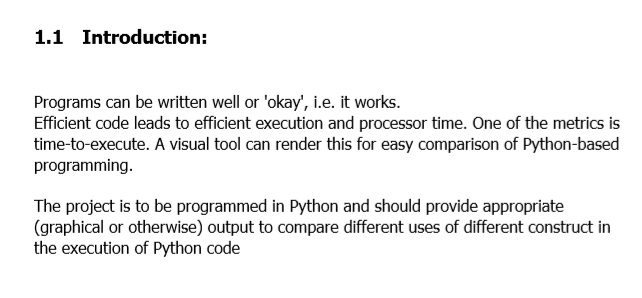 1.1 Introduction:
Programs can be written well or 'okay', i.e. it works.
Efficient code leads to efficient execution and processor time. One of the metrics is
time-to-execute. A visual tool can render this for easy comparison of Python-based
programming.
The project is to be programmed in Python and should provide appropriate
(graphical or otherwise) output to compare different uses of different construct in
the execution of Python code